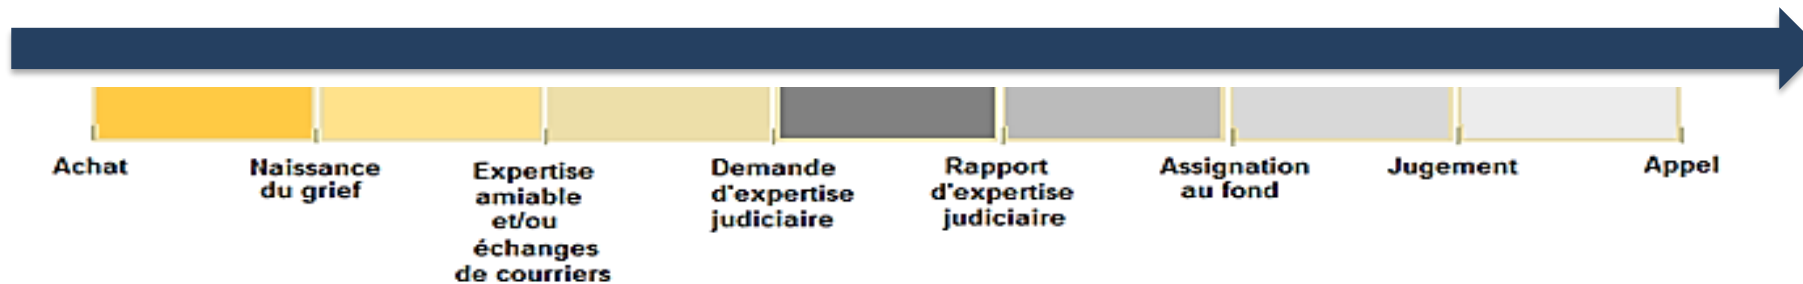 Achat
Naissance
du grief
Expertise
amiable
et/ou
échanges
de courriers
Demande
d'expertise
judiciaire
Rapport
d'expertise
judiciaire
Assignation
au fond
Jugement
Appel